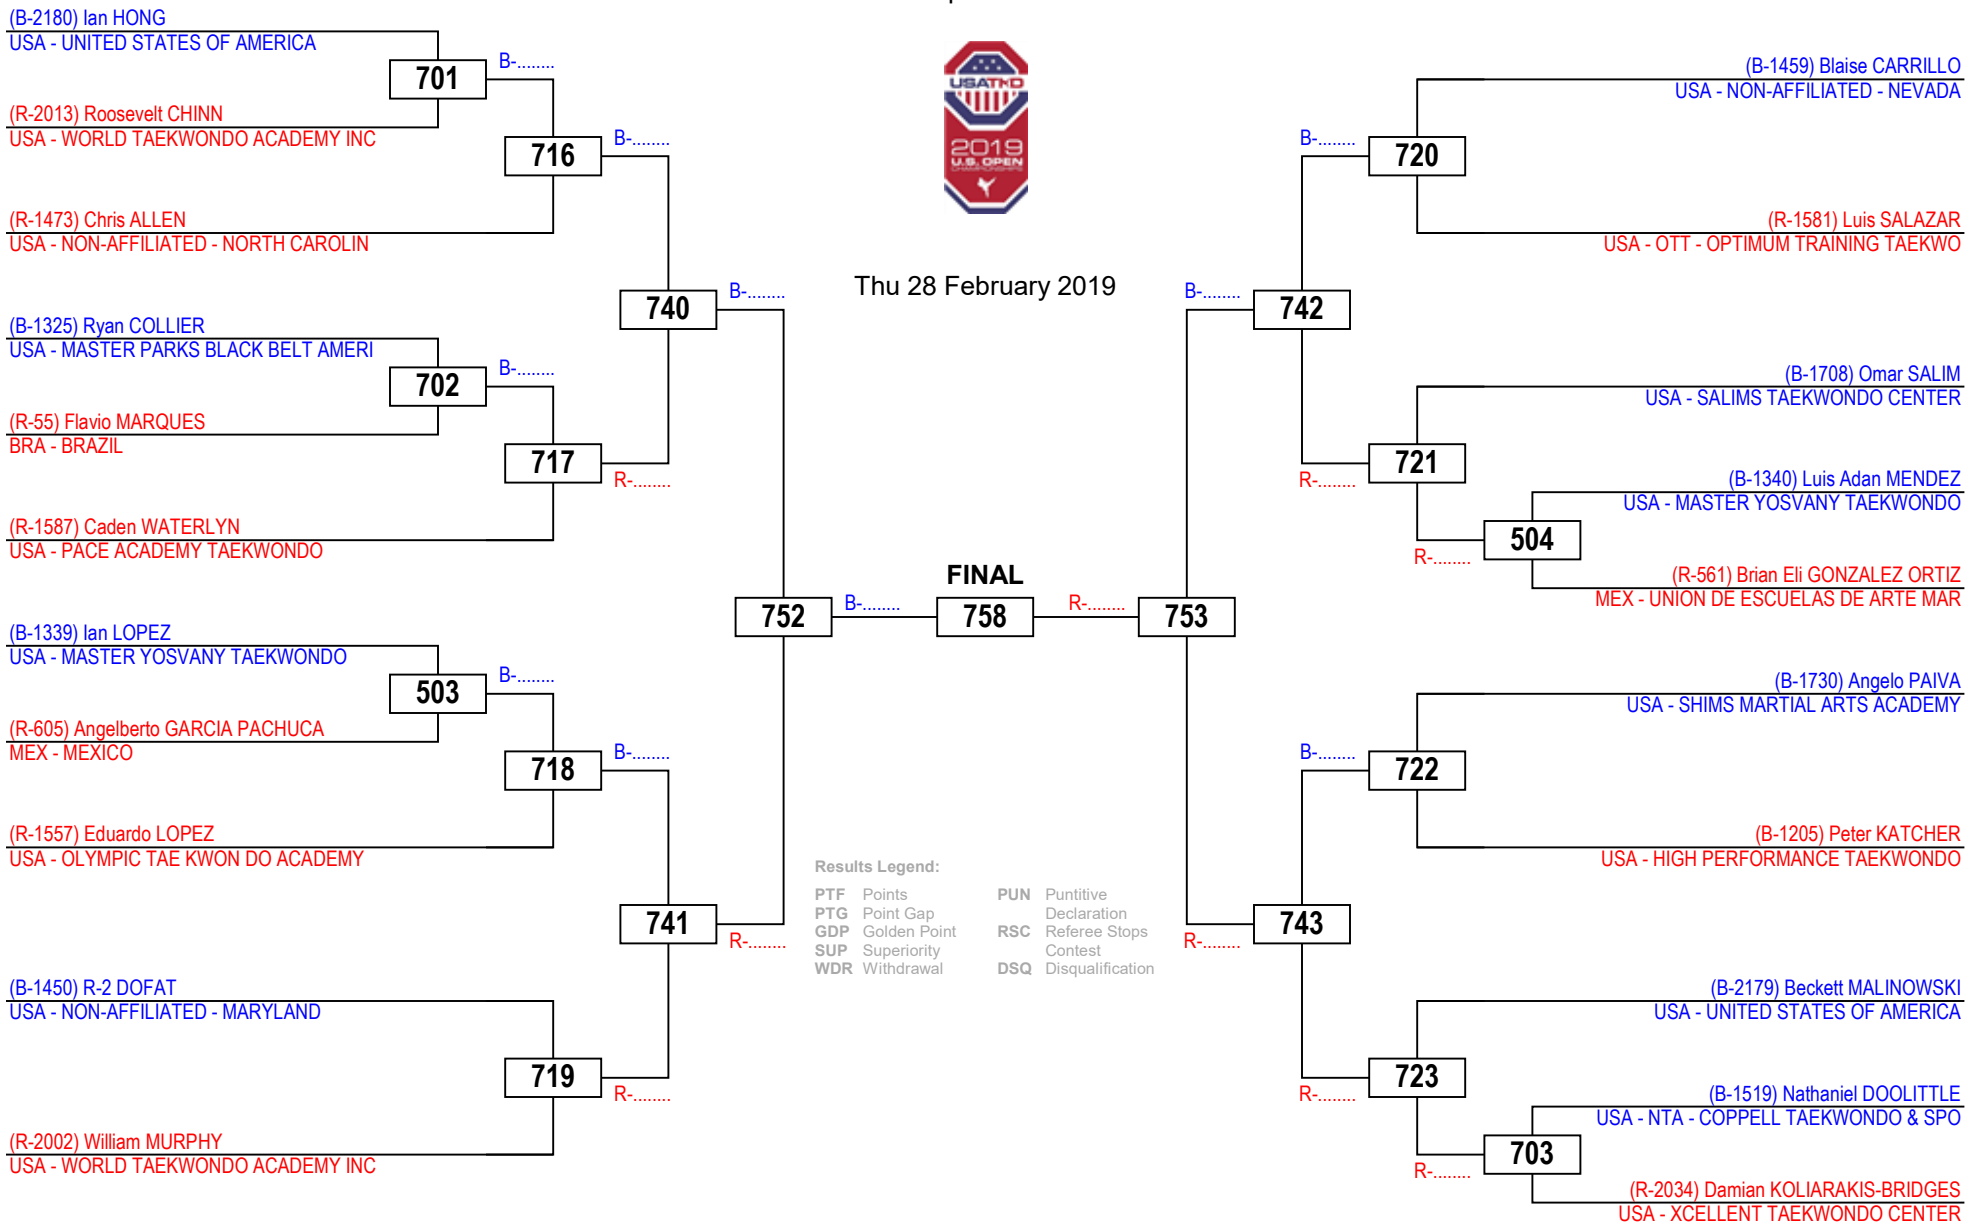 (B-2180) Ian HONG
USA - UNITED STATES OF AMERICA
701
B-........
(R-2013) Roosevelt CHINN
USA - WORLD TAEKWONDO ACADEMY INC
716
B-........
(R-1473) Chris ALLEN
USA - NON-AFFILIATED - NORTH CAROLIN
740
B-........
(B-1325) Ryan COLLIER
USA - MASTER PARKS BLACK BELT AMERI
702
B-........
(R-55) Flavio MARQUES
BRA - BRAZIL
717
R-........
(R-1587) Caden WATERLYN
USA - PACE ACADEMY TAEKWONDO
752
B-........
(B-1339) Ian LOPEZ
USA - MASTER YOSVANY TAEKWONDO
503
B-........
(R-605) Angelberto GARCIA PACHUCA
MEX - MEXICO
718
B-........
(R-1557) Eduardo LOPEZ
USA - OLYMPIC TAE KWON DO ACADEMY
741
R-........
(B-1450) R-2 DOFAT
USA - NON-AFFILIATED - MARYLAND
719
R-........
(R-2002) William MURPHY
USA - WORLD TAEKWONDO ACADEMY INC
USATKD
2019
U.S. OPEN
CHAMPIONSHIPS
Thu 28 February 2019
FINAL
758
Results Legend:
PTF Points
PTG Point Gap
GDP Golden Point
SUP Superiority
WDR Withdrawal
PUN Puntitive
Declaration
RSC Referee Stops
Contest
DSQ Disqualification
(B-1459) Blaise CARRILLO
USA - NON-AFFILIATED - NEVADA
B-........
720
(R-1581) Luis SALAZAR
USA - OTT - OPTIMUM TRAINING TAEKWO
B-........
742
(B-1708) Omar SALIM
USA - SALIMS TAEKWONDO CENTER
R-........
721
(B-1340) Luis Adan MENDEZ
USA - MASTER YOSVANY TAEKWONDO
R-........
504
(R-561) Brian Eli GONZALEZ ORTIZ
MEX - UNION DE ESCUELAS DE ARTE MAR
R-........
753
(B-1730) Angelo PAIVA
USA - SHIMS MARTIAL ARTS ACADEMY
B-........
722
(B-1205) Peter KATCHER
USA - HIGH PERFORMANCE TAEKWONDO
R-........
743
(B-2179) Beckett MALINOWSKI
USA - UNITED STATES OF AMERICA
R-........
723
(B-1519) Nathaniel DOOLITTLE
USA - NTA - COPPELL TAEKWONDO & SPO
R-........
703
(R-2034) Damian KOLIARAKIS-BRIDGES
USA - XCELLENT TAEKWONDO CENTER